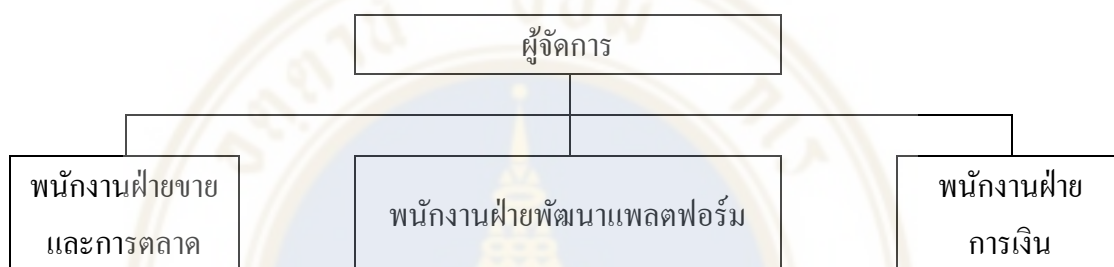 ผู้จัดการ
พนักงานฝ่ายขาย
และการตลาด
พนักงานฝ่ายพัฒนาแพลตฟอร์ม
พนักงานฝ่าย
การเงิน